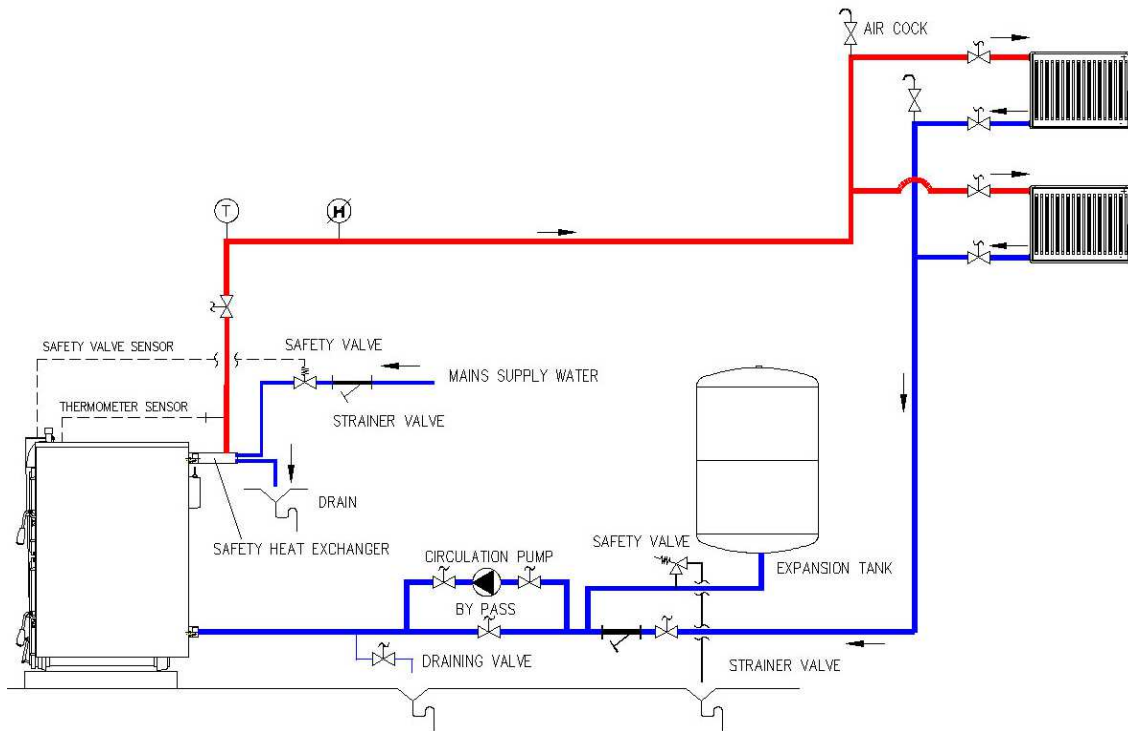 AIR COCK
T
H
SAFETY VALVE SENSOR
SAFETY VALVE
MAINS SUPPLY WATER
THERMOMETER SENSOR
STRAINER VALVE
DRAIN
SAFETY HEAT EXCHANGER
CIRCULATION PUMP
SAFETY VALVE
EXPANSION TANK
BY PASS
DRAINING VALVE
STRAINER VALVE